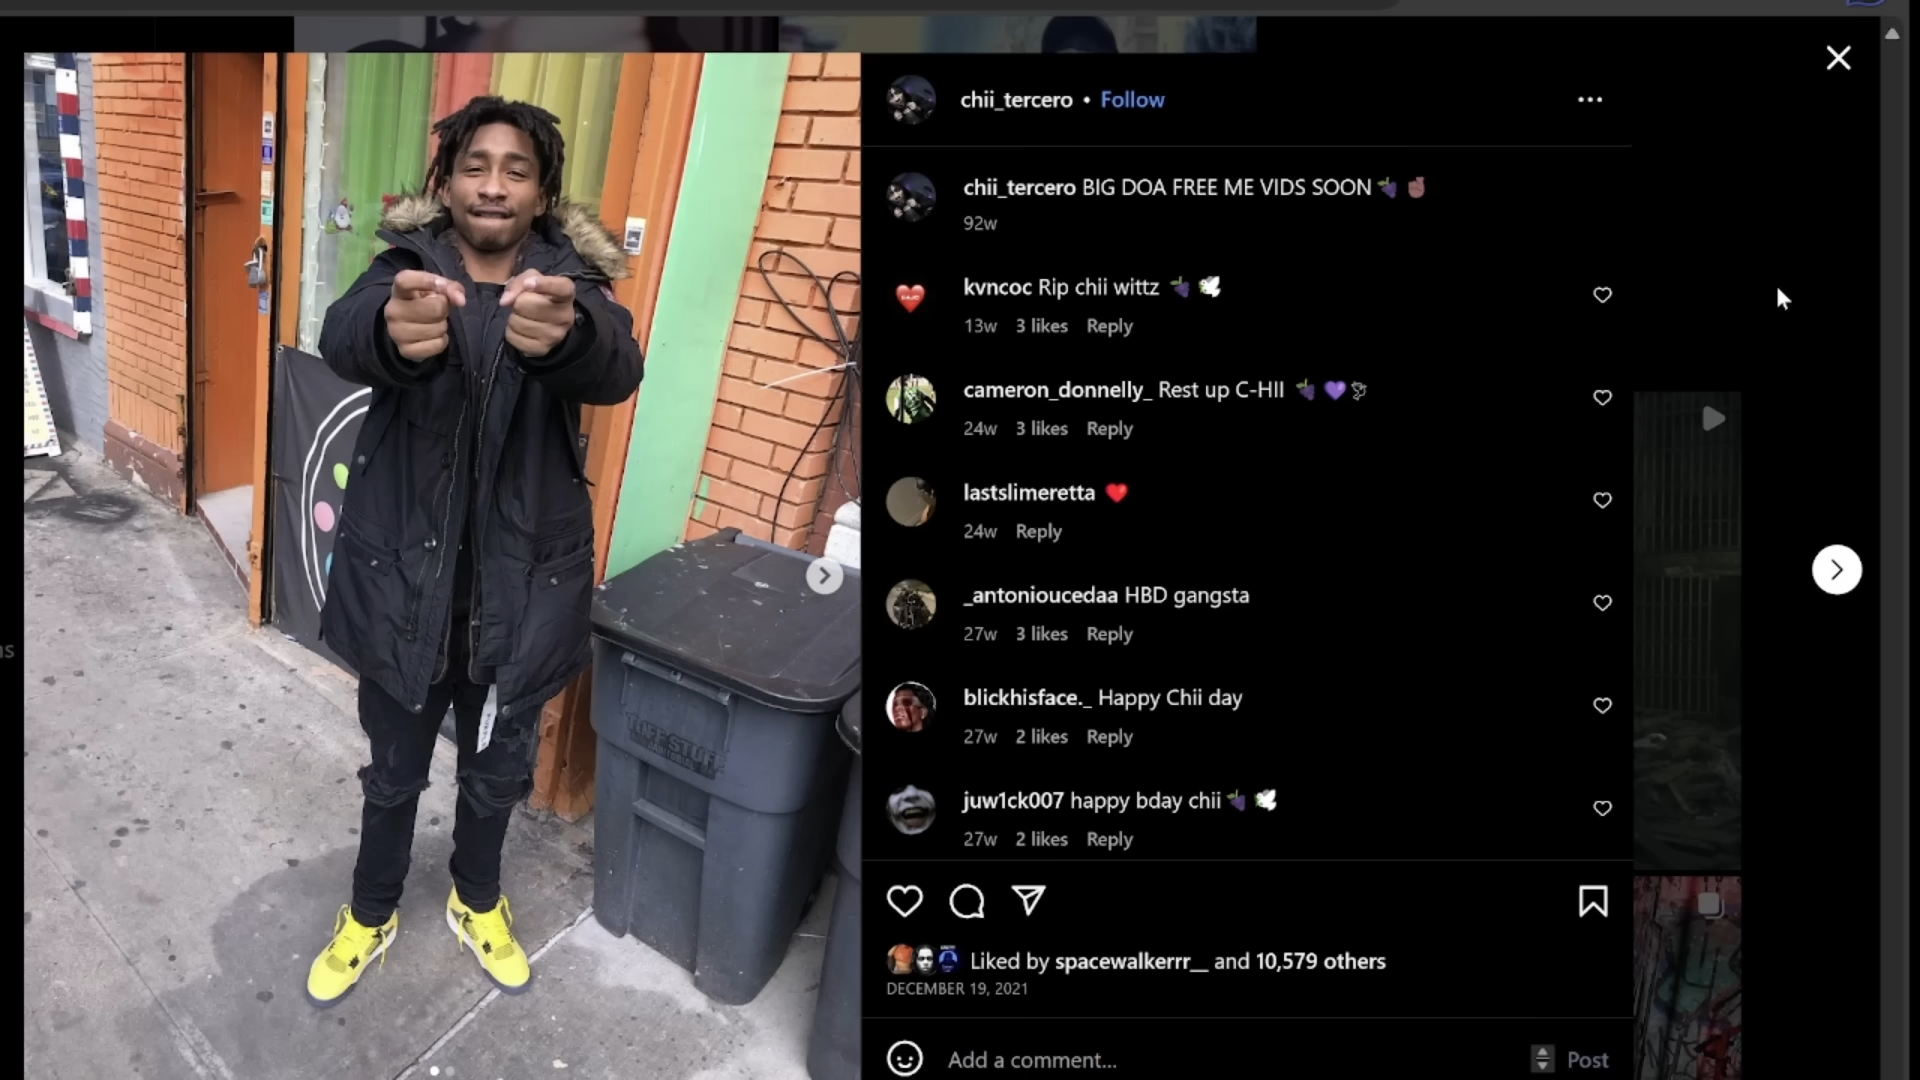 chii_tercero • Follow
chii_tercero BIG DOA FREE ME VIDS SOON🍇🤞🏾
92w
kvncoc Rip chii wittz 🍇🕊️
13w 3 likes Reply
cameron_donnelly_ Rest up C-HII 🍇💜🕊
24w 3 likes Reply
lastslimeretta ❤️
24w Reply
_antonioucedaa HBD gangsta
27w 3 likes Reply
blickhisface._ Happy Chii day
27w 2 likes Reply
juw1ck007 happy bday chii🍇🕊️
27w 2 likes Reply
TUFF STUFF
Liked by spacewalkerrr__ and 10,579 others
DECEMBER 19, 2021
Add a comment...
Post